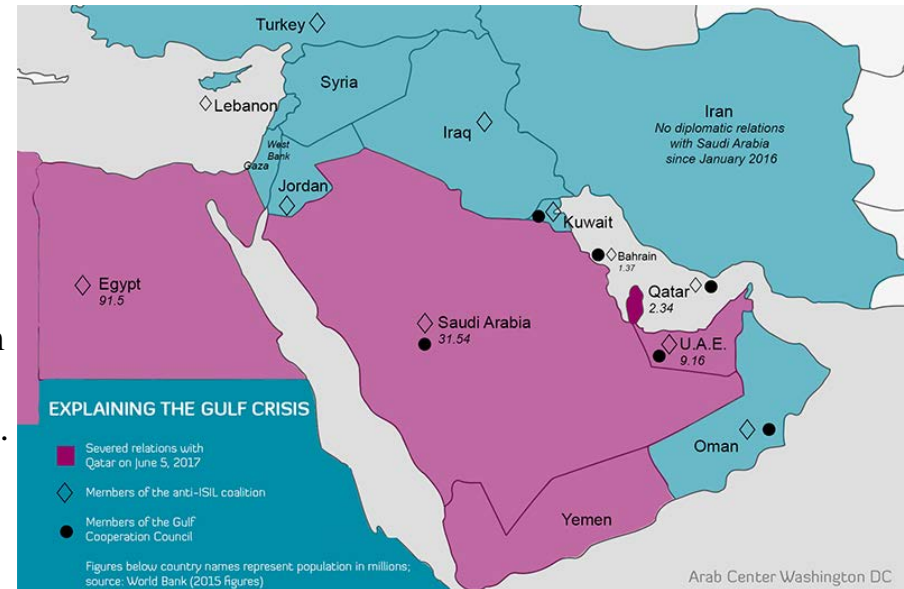 Turkey
Syria
Lebanon
Iraq
Iran
No diplomatic relations
with Saudi Arabia
since January 2016
West
Bank
Gaza
Jordan
Kuwait
Bahrain
1.37
Egypt
91.5
Qatar
2.34
Saudi Arabia
31.54
U.A.E.
9.16
Oman
Yemen
EXPLAINING THE GULF CRISIS
Severed relations with
Qatar on June 5, 2017
Members of the anti-ISIL coalition
Members of the Gulf
Cooperation Council
Figures below country names represent population in millions;
source: World Bank (2015 figures)
Arab Center Washington DC